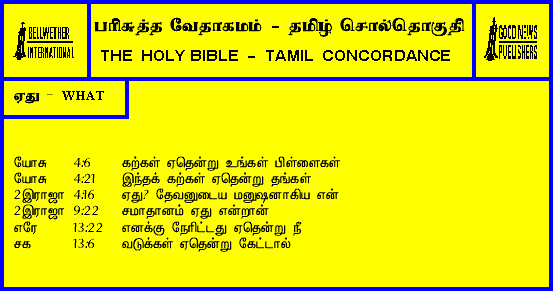 BELLWETHER
INTERNATIONAL
பரிசுத்த வேதாகமம் - தமிழ் சொல்தொகுதி
THE HOLY BIBLE - TAMIL CONCORDANCE
GOOD NEWS
PUBLISHERS
ஏது - WHAT
யோசு 4:6 கற்கள் ஏதென்று உங்கள் பிள்ளைகள்
யோசு 4:21 இந்தக் கற்கள் ஏதென்று தங்கள்
2இராஜா 4:16 ஏது? தேவனுடைய மனுஷனாகிய என்
2இராஜா 9:22 சமாதானம் ஏது என்றான்
எரே 13:22 எனக்கு நேரிட்டது ஏதென்று நீ
சக 13:6 வடுக்கள் ஏதென்று கேட்டால்